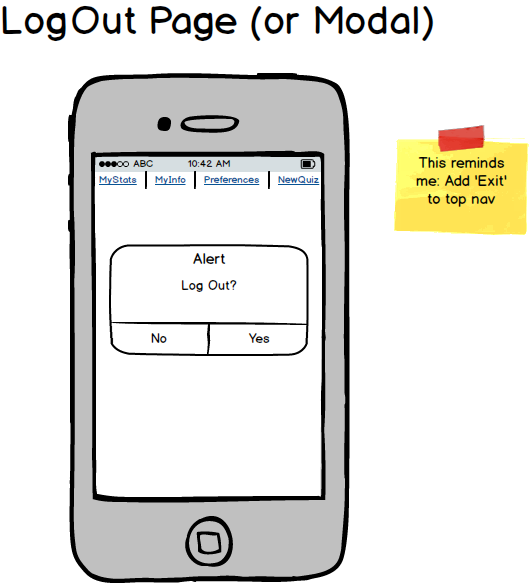 LogOut Page (or Modal)
ABC 10:42 AM
MyStats MyInfo Preferences NewQuiz
Alert
Log Out?
No Yes
This reminds
me: Add 'Exit'
to top nav